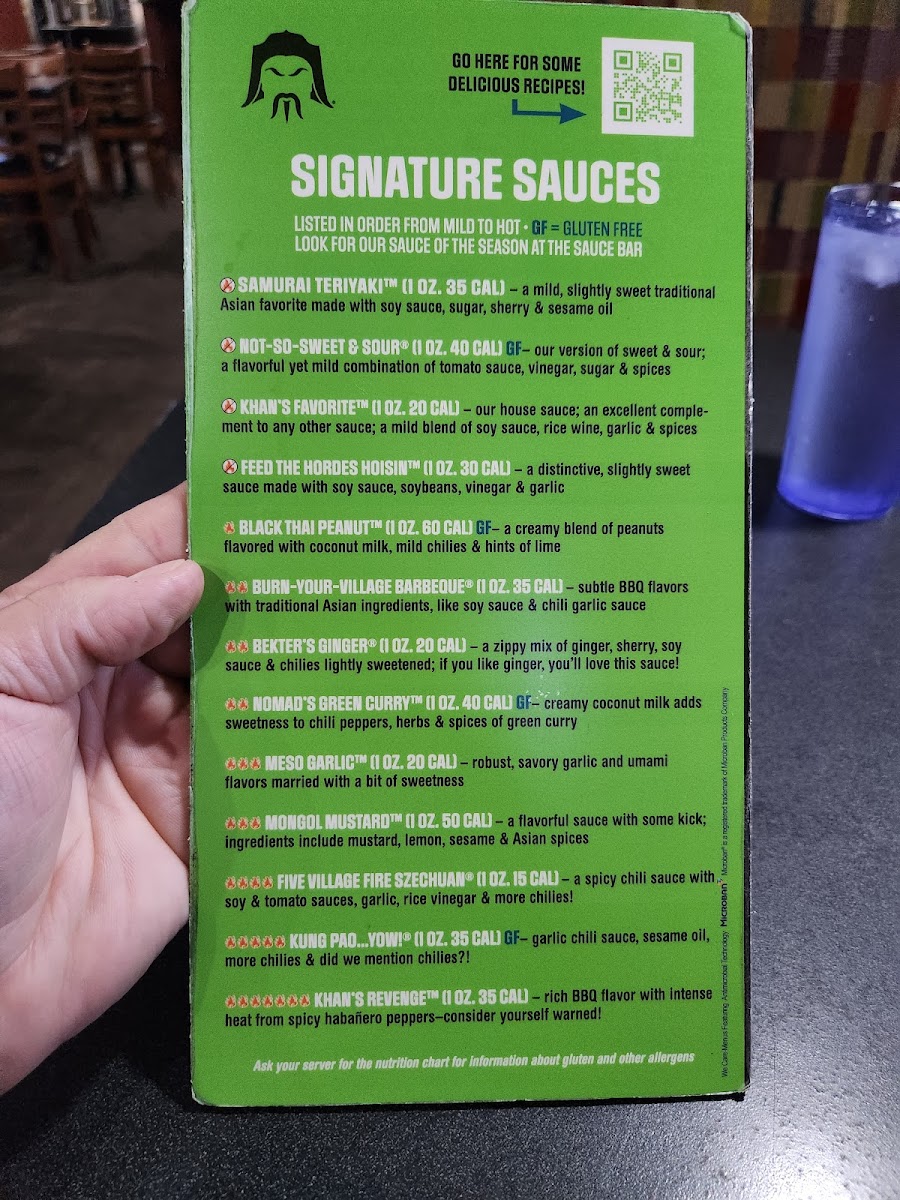 GO HERE FOR SOME
DELICIOUS RECIPES!
SIGNATURE SAUCES
LISTED IN ORDER FROM MILD TO HOT • GF = GLUTEN FREE
LOOK FOR OUR SAUCE OF THE SEASON AT THE SAUCE BAR
SAMURAI TERIYAKI™ (1 OZ. 35 CAL) – a mild, slightly sweet traditional
Asian favorite made with soy sauce, sugar, sherry & sesame oil
NOT-SO-SWEET & SOUR® (1 OZ. 40 CAL) GF– our version of sweet & sour;
a flavorful yet mild combination of tomato sauce, vinegar, sugar & spices
KHAN'S FAVORITE™ (1 OZ. 20 CAL) – our house sauce; an excellent comple-
ment to any other sauce; a mild blend of soy sauce, rice wine, garlic & spices
FEED THE HORDES HOISIN™ (1 OZ. 30 CAL) – a distinctive, slightly sweet
sauce made with soy sauce, soybeans, vinegar & garlic
BLACK THAI PEANUT™ (1 OZ. 60 CAL) GF– a creamy blend of peanuts
flavored with coconut milk, mild chilies & hints of lime
BURN-YOUR-VILLAGE BARBEQUE® (1 OZ. 35 CAL) – subtle BBQ flavors
with traditional Asian ingredients, like soy sauce & chili garlic sauce
BEKTER'S GINGER® (1 OZ. 20 CAL) – a zippy mix of ginger, sherry, soy
sauce & chilies lightly sweetened; if you like ginger, you'll love this sauce!
NOMAD'S GREEN CURRY™ (1 OZ. 40 CAL) GF– creamy coconut milk adds
sweetness to chili peppers, herbs & spices of green curry
MESO GARLIC™ (1 OZ. 20 CAL) – robust, savory garlic and umami
flavors married with a bit of sweetness
MONGOL MUSTARD™ (1 OZ. 50 CAL) – a flavorful sauce with some kick;
ingredients include mustard, lemon, sesame & Asian spices
FIVE VILLAGE FIRE SZECHUAN® (1 OZ. 15 CAL) – a spicy chili sauce with
soy & tomato sauces, garlic, rice vinegar & more chilies!
KUNG PAO...YOW!® (1 OZ. 35 CAL) GF– garlic chili sauce, sesame oil,
more chilies & did we mention chilies?!
KHAN'S REVENGE™ (1 OZ. 35 CAL) – rich BBQ flavor with intense
heat from spicy habañero peppers–consider yourself warned!
Ask your server for the nutrition chart for information about gluten and other allergens
We Care Menus Featuring Antimicrobial Technology MICROBAN Microban® is a registered trademark of Microban Products Company